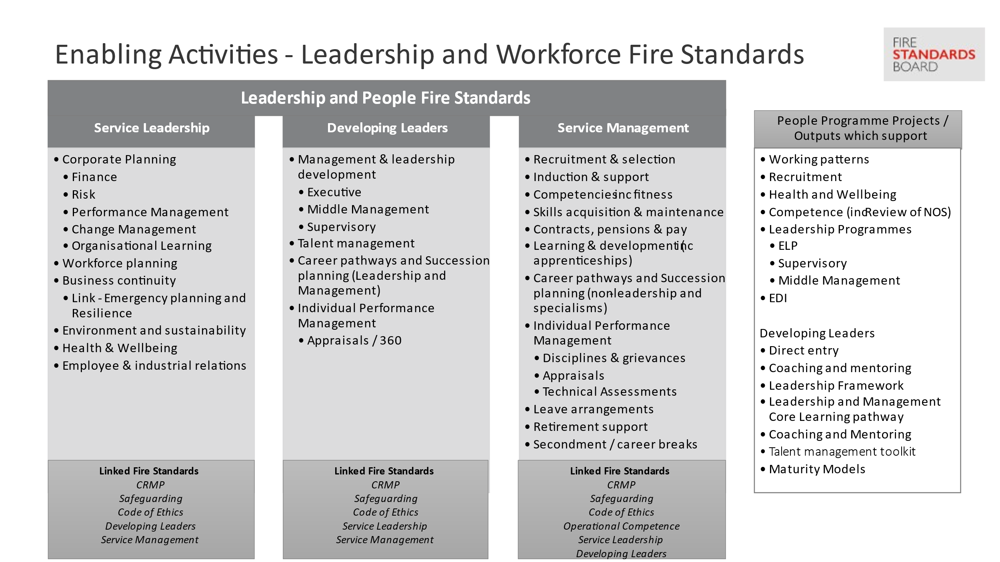 Enabling Activities - Leadership and Workforce Fire Standards
FIRE
STANDARDS
BOARD
Leadership and People Fire Standards
Service Leadership
• Corporate Planning
• Finance
• Risk
• Performance Management
• Change Management
• Organisational Learning
• Workforce planning
• Business continuity
• Link - Emergency planning and
Resilience
• Environment and sustainability
• Health & Wellbeing
• Employee & industrial relations
Linked Fire Standards
CRMP
Safeguarding
Code of Ethics
Developing Leaders
Service Management
Developing Leaders
• Management & leadership
development
• Executive
• Middle Management
• Supervisory
• Talent management
• Career pathways and Succession
planning (Leadership and
Management)
• Individual Performance
Management
• Appraisals / 360
Linked Fire Standards
CRMP
Safeguarding
Code of Ethics
Service Leadership
Service Management
Service Management
• Recruitment & selection
• Induction & support
• Competencies inc fitness
• Skills acquisition & maintenance
• Contracts, pensions & pay
• Learning & development (inc
apprenticeships)
• Career pathways and Succession
planning (non-leadership and
specialisms)
• Individual Performance
Management
• Disciplines & grievances
• Appraisals
• Technical Assessments
• Leave arrangements
• Retirement support
• Secondment / career breaks
Linked Fire Standards
CRMP
Safeguarding
Code of Ethics
Operational Competence
Service Leadership
Developing Leaders
People Programme Projects /
Outputs which support
• Working patterns
• Recruitment
• Health and Wellbeing
• Competence (inc Review of NOS)
• Leadership Programmes
• ELP
• Supervisory
• Middle Management
• EDI
Developing Leaders
• Direct entry
• Coaching and mentoring
• Leadership Framework
• Leadership and Management
Core Learning pathway
• Coaching and Mentoring
• Talent management toolkit
• Maturity Models